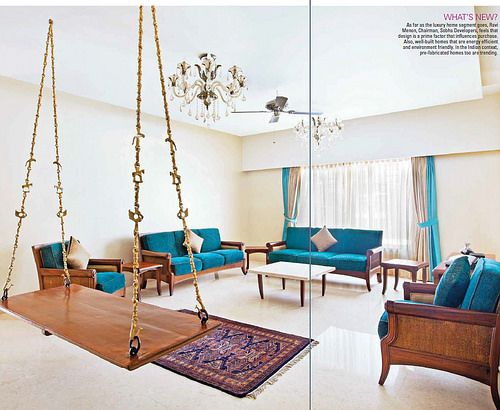 WHAT'S NEW?
As far as the luxury home segment goes, Ravi
Menon, Chairman, Sobha Developers, feels that
design is a prime factor that influences purchase.
Also, well-built homes that are energy efficient
and environment friendly. In the Indian context,
pre-fabricated homes too are trending.